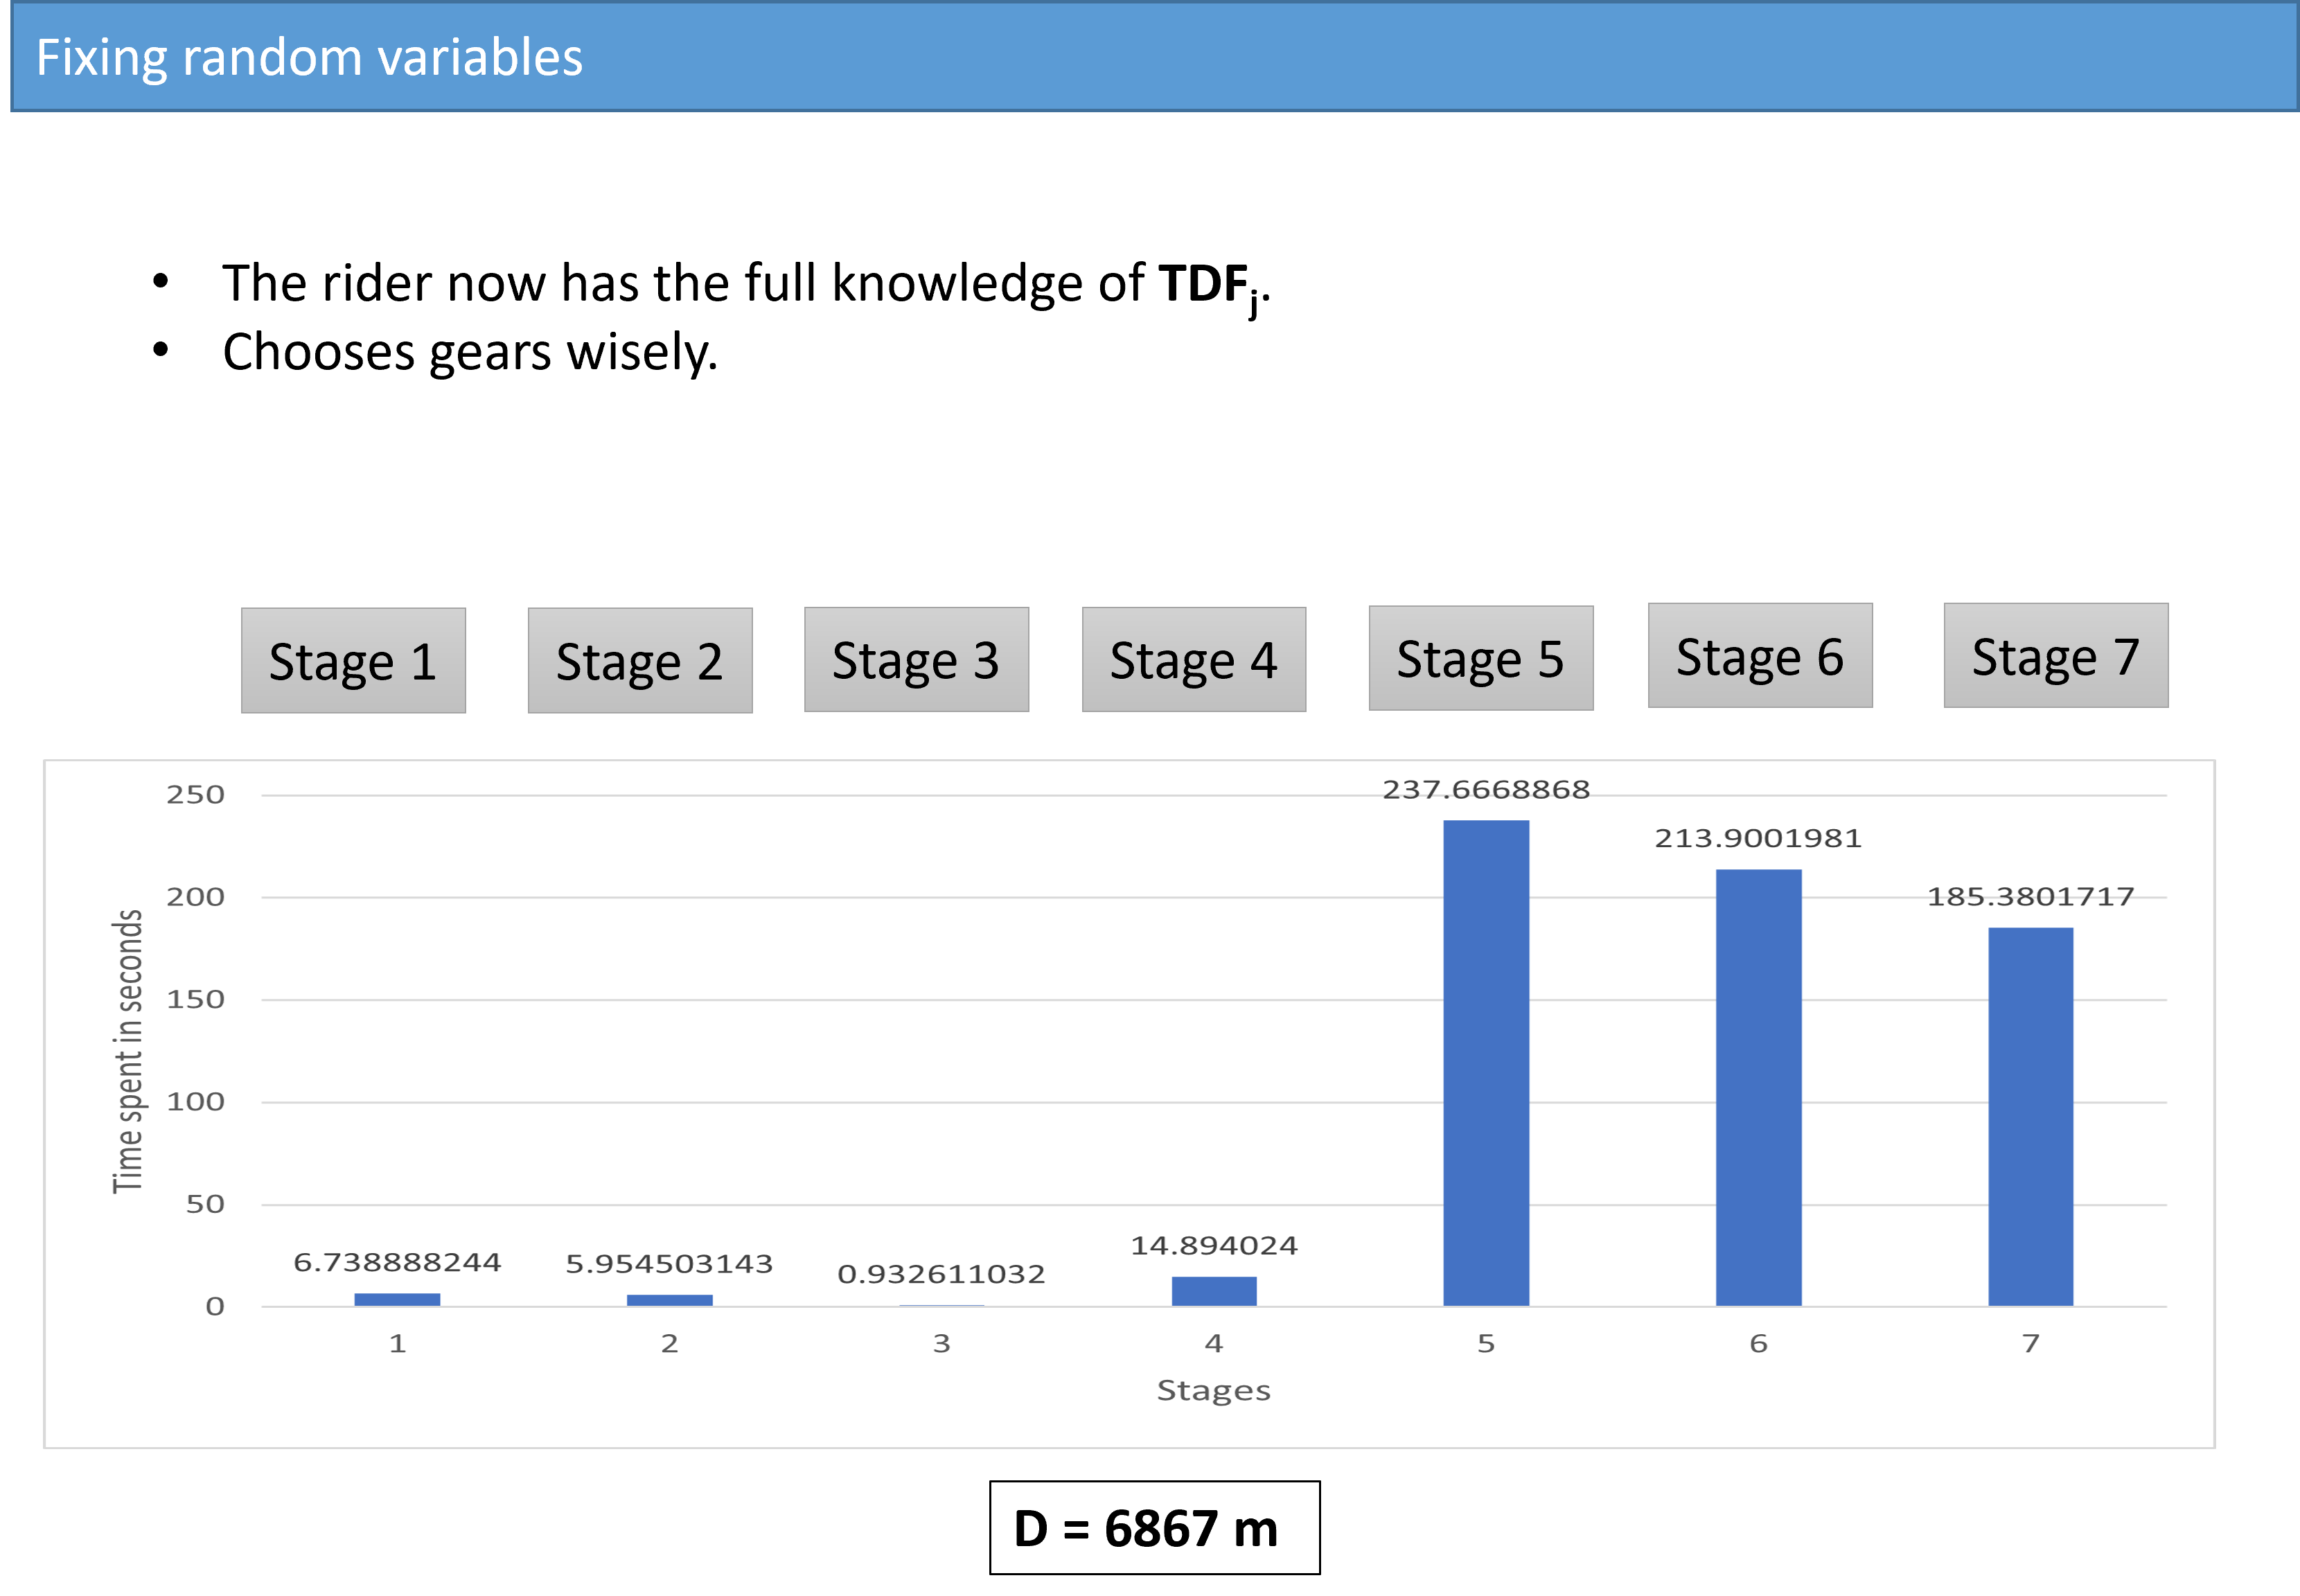 Fixing random variables
• The rider now has the full knowledge of TDFj.
• Chooses gears wisely.
Stage 1 Stage 2 Stage 3 Stage 4 Stage 5 Stage 6 Stage 7
Time spent in seconds
250
200
150
100
50
0
6.738888244
5.954503143
0.932611032
14.894024
237.6668868
213.9001981
185.3801717
1 2 3 4 5 6 7
Stages
D = 6867 m